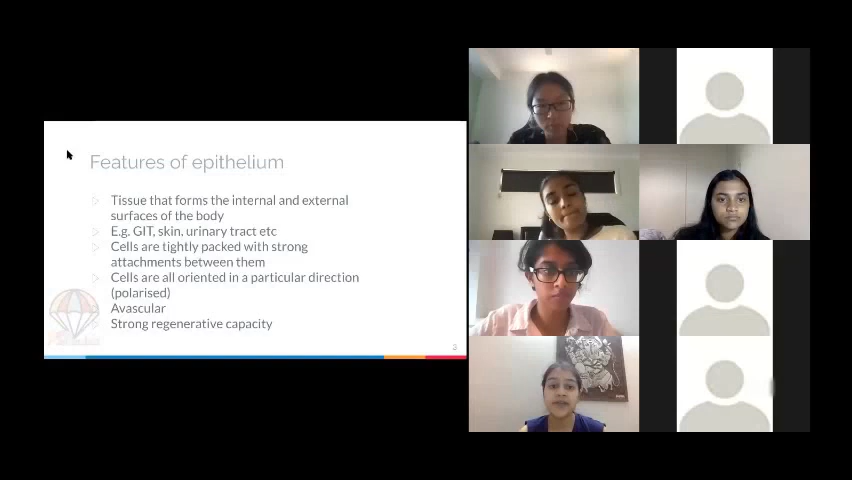 Features of epithelium
Tissue that forms the internal and external
surfaces of the body
E.g. GIT, skin, urinary tract etc
Cells are tightly packed with strong
attachments between them
Cells are all oriented in a particular direction
(polarised)
Avascular
Strong regenerative capacity
3